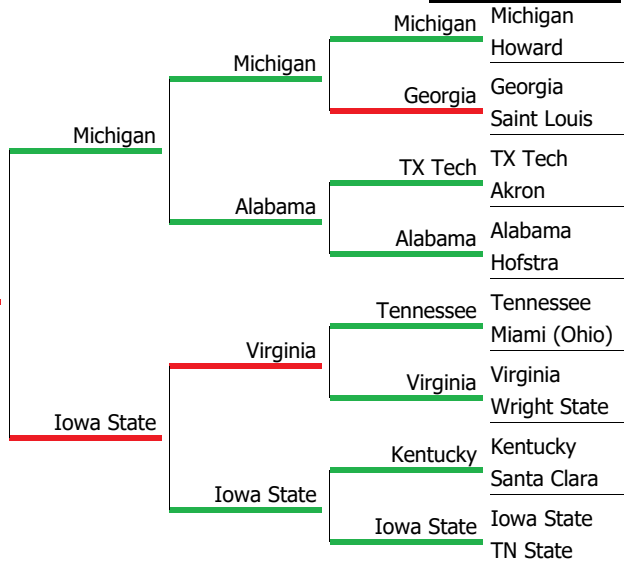 Michigan
Michigan
Howard
Michigan
Georgia
Georgia
Saint Louis
Michigan
TX Tech
TX Tech
Akron
Alabama
Alabama
Alabama
Hofstra
Tennessee
Tennessee
Miami (Ohio)
Virginia
Virginia
Virginia
Wright State
Iowa State
Kentucky
Kentucky
Santa Clara
Iowa State
Iowa State
Iowa State
TN State